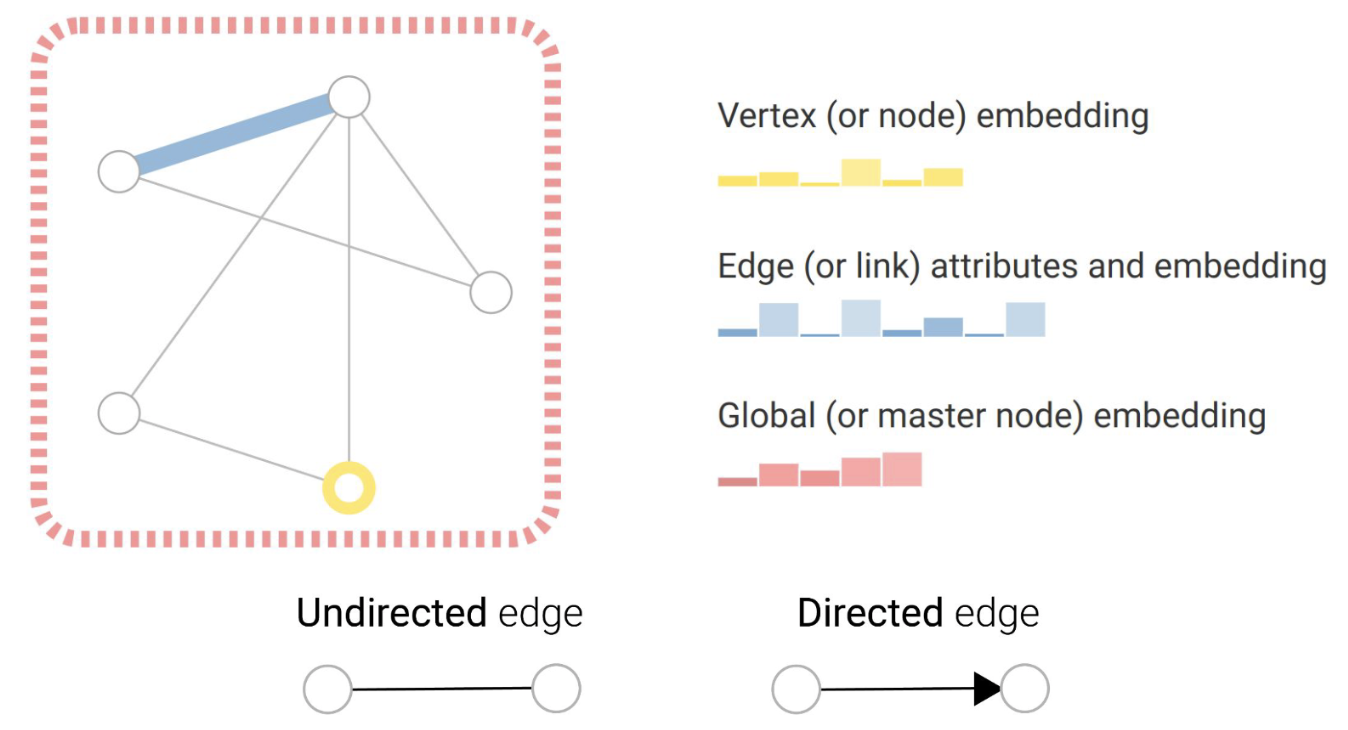 Vertex (or node) embedding
Edge (or link) attributes and embedding
Global (or master node) embedding
Undirected edge
Directed edge